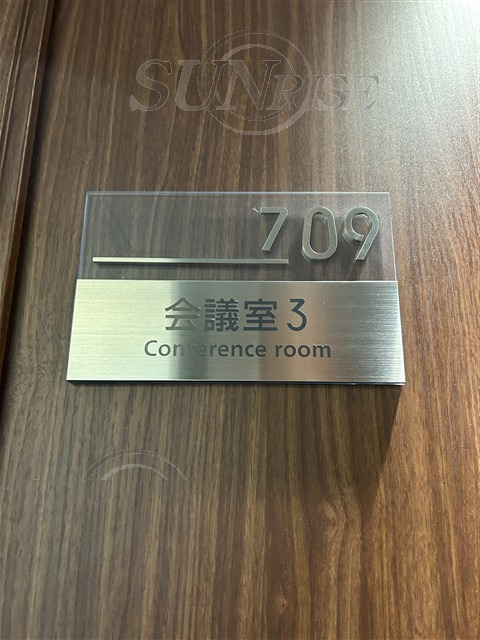 SUNRISE
709
会議室3
Conference room